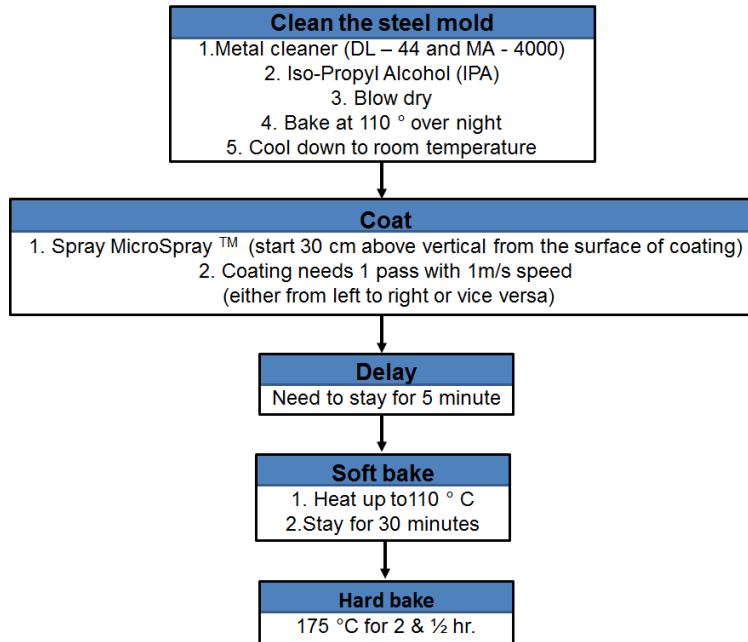 Clean the steel mold
1.Metal cleaner (DL – 44 and MA - 4000)
2. Iso-Propyl Alcohol (IPA)
3. Blow dry
4. Bake at 110 ° over night
5. Cool down to room temperature
Coat
1. Spray MicroSpray ™ (start 30 cm above vertical from the surface of coating)
2. Coating needs 1 pass with 1m/s speed
(either from left to right or vice versa)
Delay
Need to stay for 5 minute
Soft bake
1. Heat up to110 ° C
2.Stay for 30 minutes
Hard bake
175 °C for 2 & ½ hr.